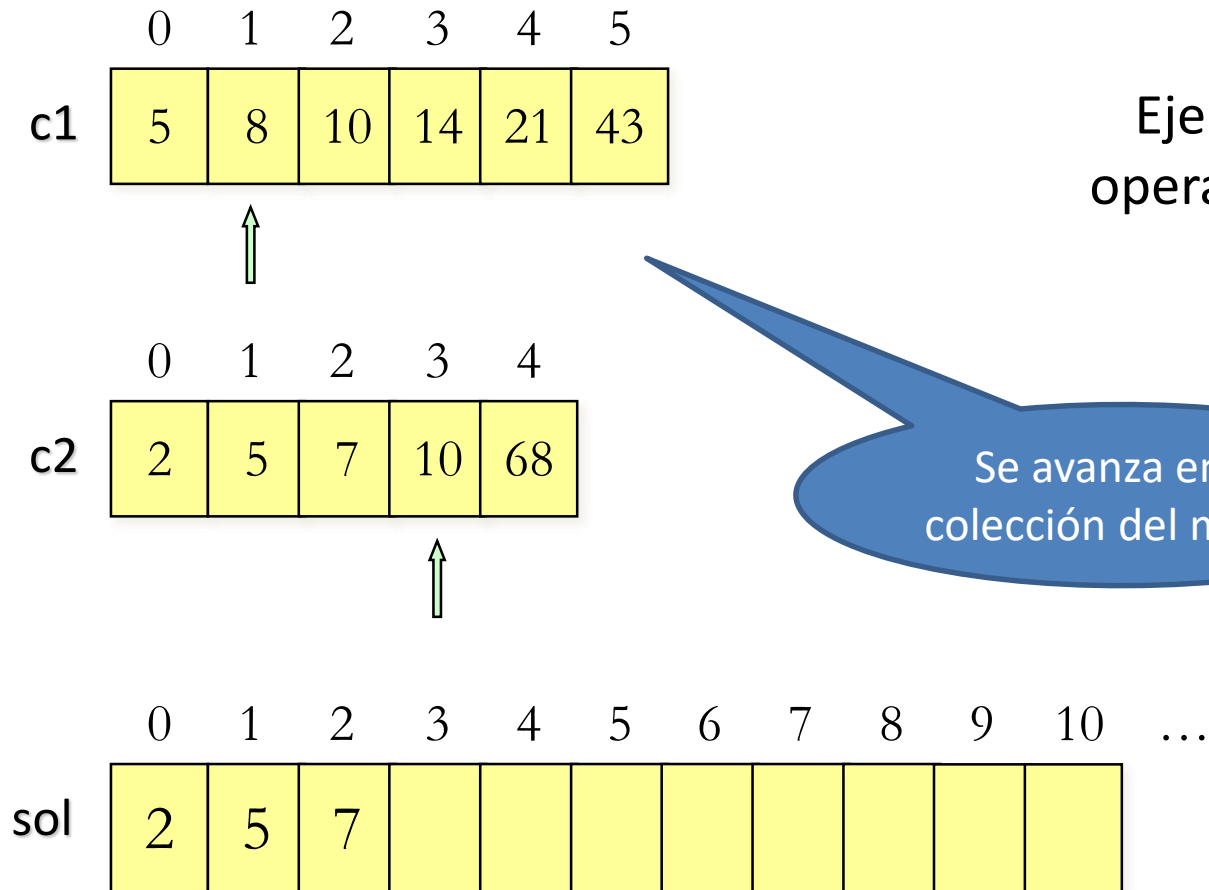 0 1 2 3 4 5
c1 5 8 10 14 21 43
Eje
opera
0 1 2 3 4
c2 2 5 7 10 68
Se avanza en
colección del m
0 1 2 3 4 5 6 7 8 9 10 ...
sol 2 5 7